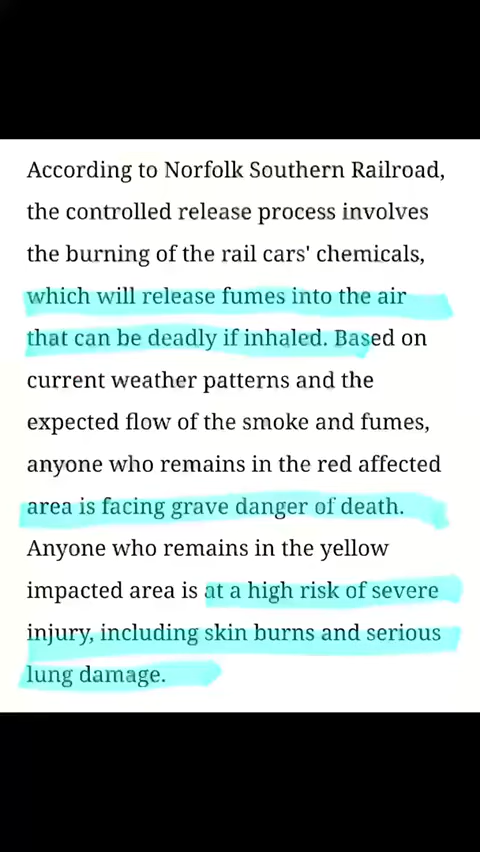 According to Norfolk Southern Railroad,
the controlled release process involves
the burning of the rail cars' chemicals,
which will release fumes into the air
that can be deadly if inhaled. Based on
current weather patterns and the
expected flow of the smoke and fumes,
anyone who remains in the red affected
area is facing grave danger of death.
Anyone who remains in the yellow
impacted area is at a high risk of severe
injury, including skin burns and serious
lung damage.